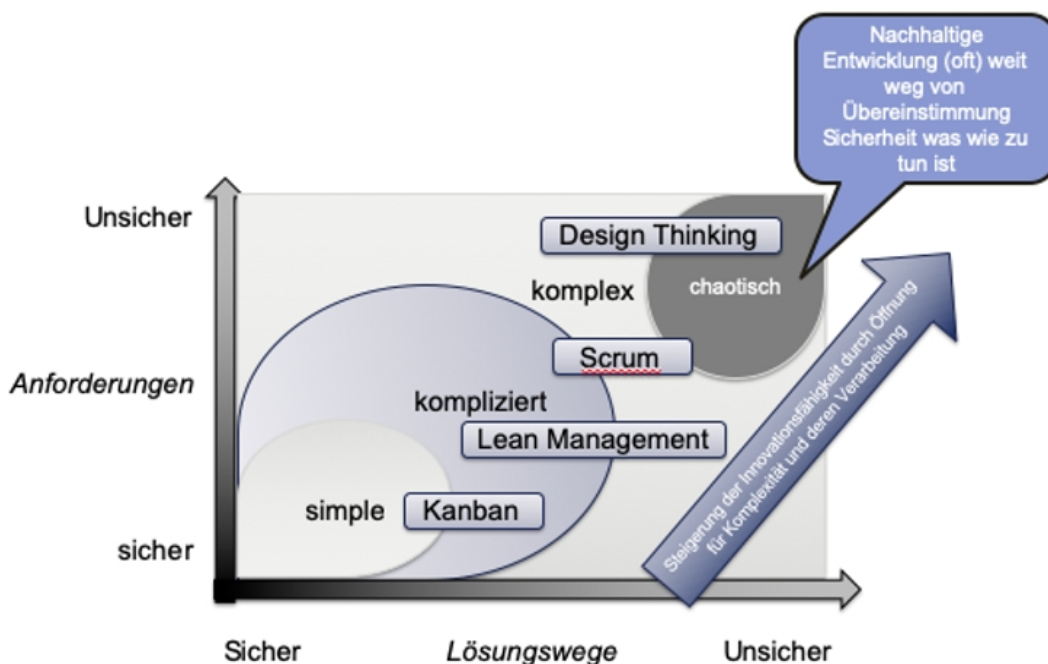 Nachhaltige
Entwicklung (oft) weit
weg von
Übereinstimmung
Sicherheit was wie zu
tun ist
Unsicher
Design Thinking
komplex
chaotisch
Scrum
Anforderungen
kompliziert
Lean Management
simple
Kanban
sicher
Steigerung der Innovationsfähigkeit durch Öffnung
für Komplexität und deren Verarbeitung
Sicher
Lösungswege
Unsicher